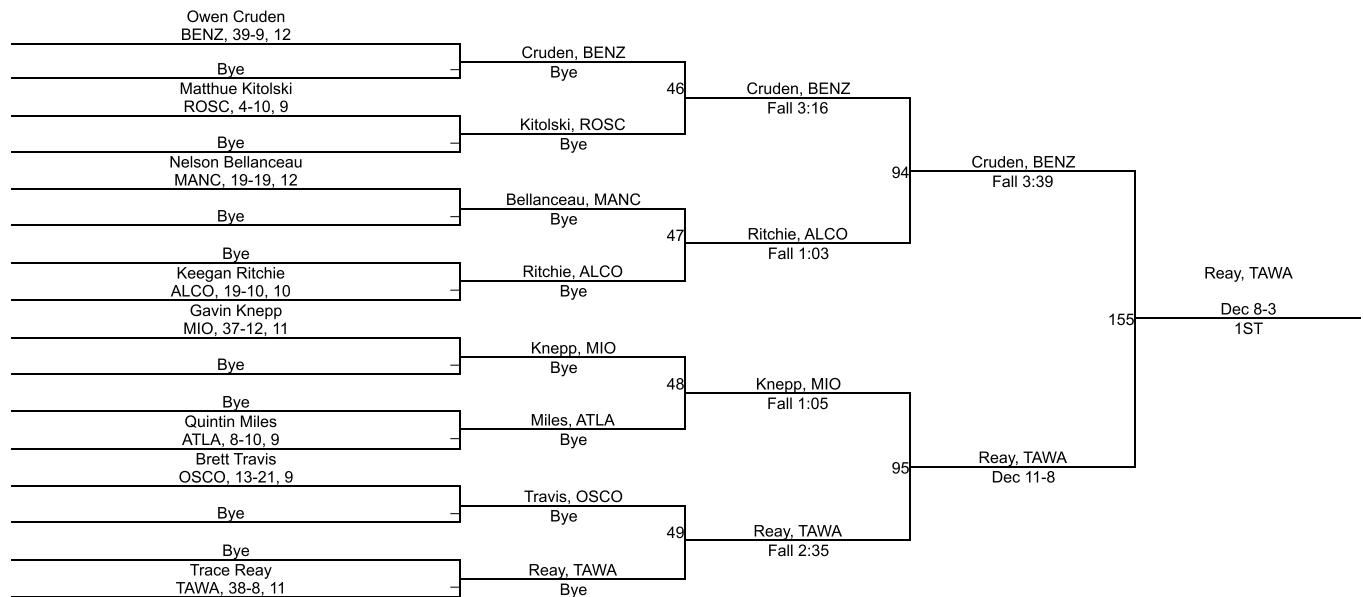 Owen Cruden
BENZ, 39-9, 12
Bye
Matthue Kitolski
ROSC, 4-10, 9
Bye
Nelson Bellanceau
MANC, 19-19, 12
Bye
Bye
Keegan Ritchie
ALCO, 19-10, 10
Gavin Knepp
MIO, 37-12, 11
Bye
Bye
Quintin Miles
ATLA, 8-10, 9
Brett Travis
OSCO, 13-21, 9
Bye
Bye
Trace Reay
TAWA, 38-8, 11
Cruden, BENZ
Bye
46
Kitolski, ROSC
Bye
Bellanceau, MANC
Bye
47
Ritchie, ALCO
Bye
Knepp, MIO
Bye
48
Miles, ATLA
Bye
Travis, OSCO
Bye
49
Reay, TAWA
Bye
Cruden, BENZ
Fall 3:16
94
Ritchie, ALCO
Fall 1:03
Knepp, MIO
Fall 1:05
95
Reay, TAWA
Fall 2:35
Cruden, BENZ
Fall 3:39
155
Reay, TAWA
Dec 11-8
Reay, TAWA
Dec 8-3
1ST